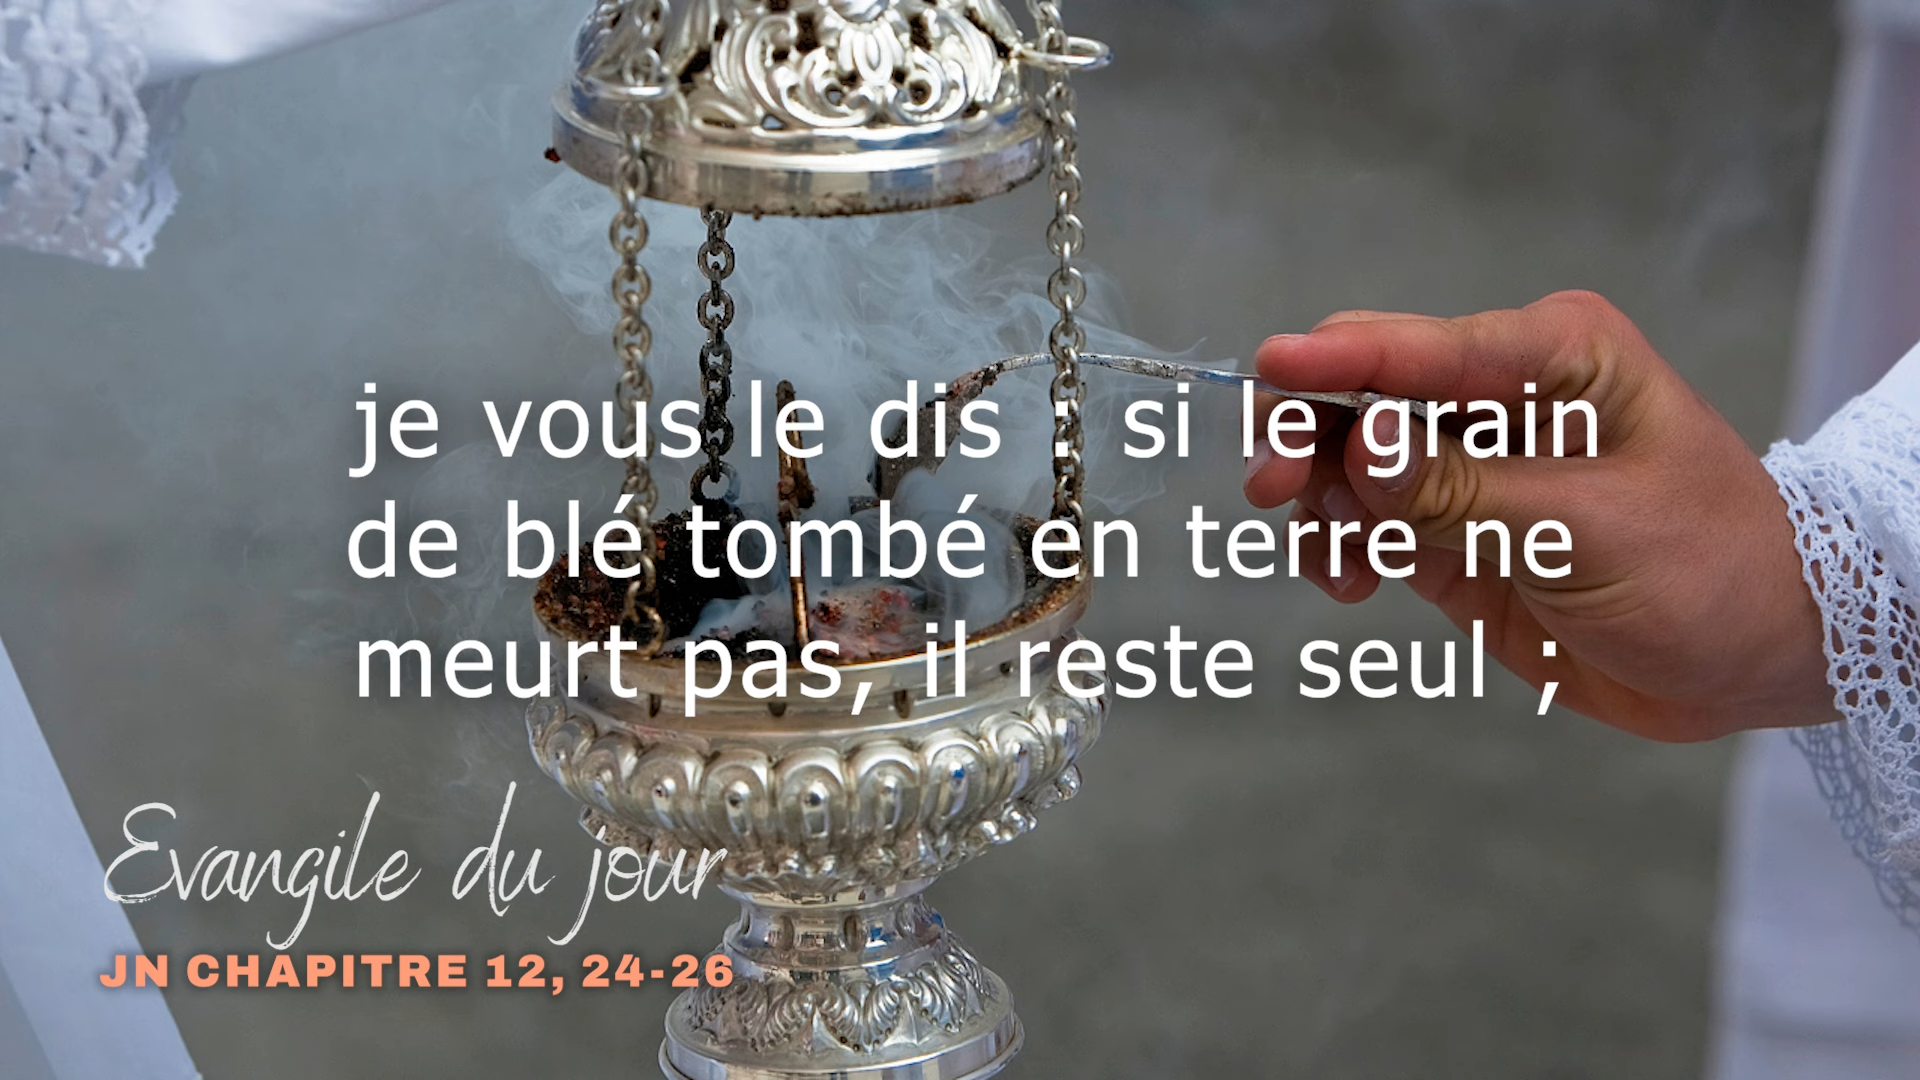 je vous le dis : si le grain
de blé tombé en terre ne
meurt pas, il reste seul ;
Evangile du jour
JN CHAPITRE 12, 24-26